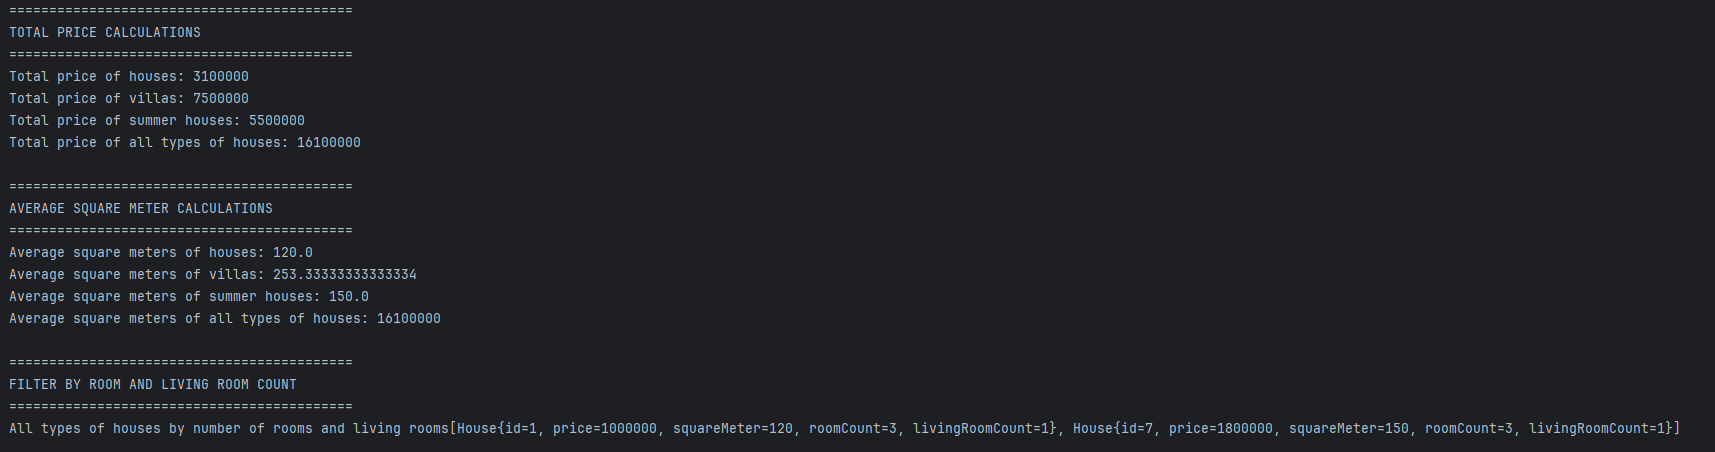 ===========================================
TOTAL PRICE CALCULATIONS
===========================================
Total price of houses: 3100000
Total price of villas: 7500000
Total price of summer houses: 5500000
Total price of all types of houses: 16100000
===========================================
AVERAGE SQUARE METER CALCULATIONS
===========================================
Average square meters of houses: 120.0
Average square meters of villas: 253.33333333333334
Average square meters of summer houses: 150.0
Average square meters of all types of houses: 16100000
===========================================
FILTER BY ROOM AND LIVING ROOM COUNT
===========================================
All types of houses by number of rooms and living rooms[House{id=1, price=1000000, squareMeter=120, roomCount=3, livingRoomCount=1}, House{id=7, price=1800000, squareMeter=150, roomCount=3, livingRoomCount=1}]